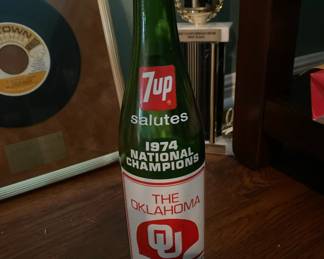 7up
salutes
1974
NATIONAL
CHAMPIONS
THE
OKLAHOMA
OU